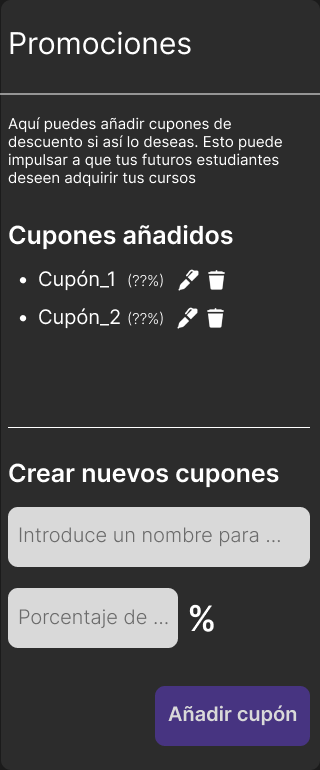 Promociones
Aquí puedes añadir cupones de
descuento si así lo deseas. Esto puede
impulsar a que tus futuros estudiantes
deseen adquirir tus cursos
Cupones añadidos
• Cupón_1 (??%)
• Cupón_2 (??%)
Crear nuevos cupones
Introduce un nombre para ...
Porcentaje de ... %
Añadir cupón